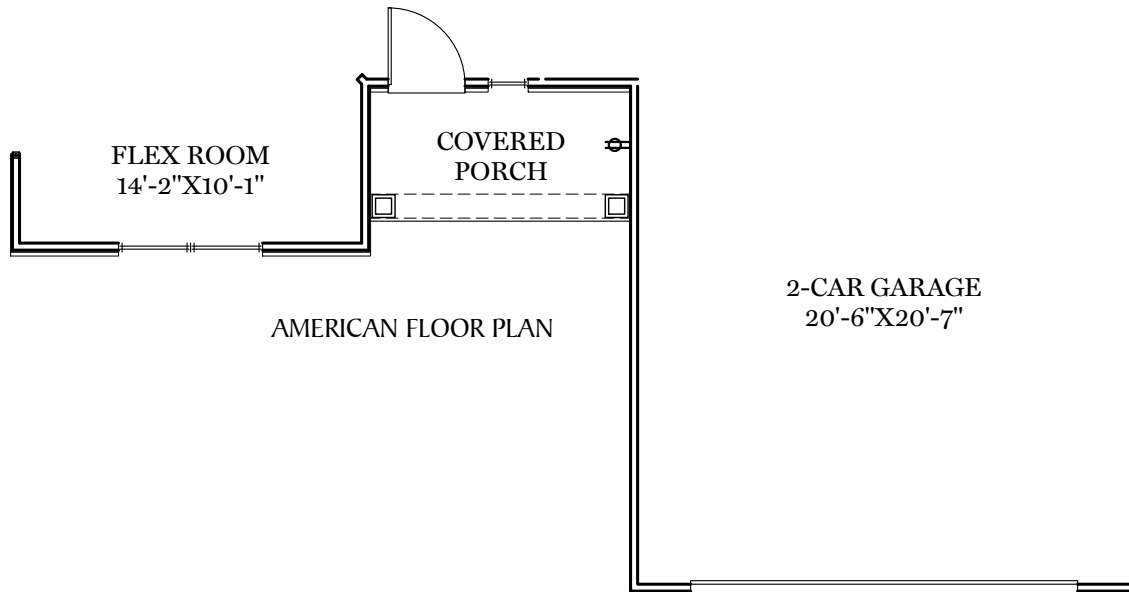 FLEX ROOM
14'-2"X10'-1"
COVERED
PORCH
2-CAR GARAGE
20'-6"X20'-7"
AMERICAN FLOOR PLAN